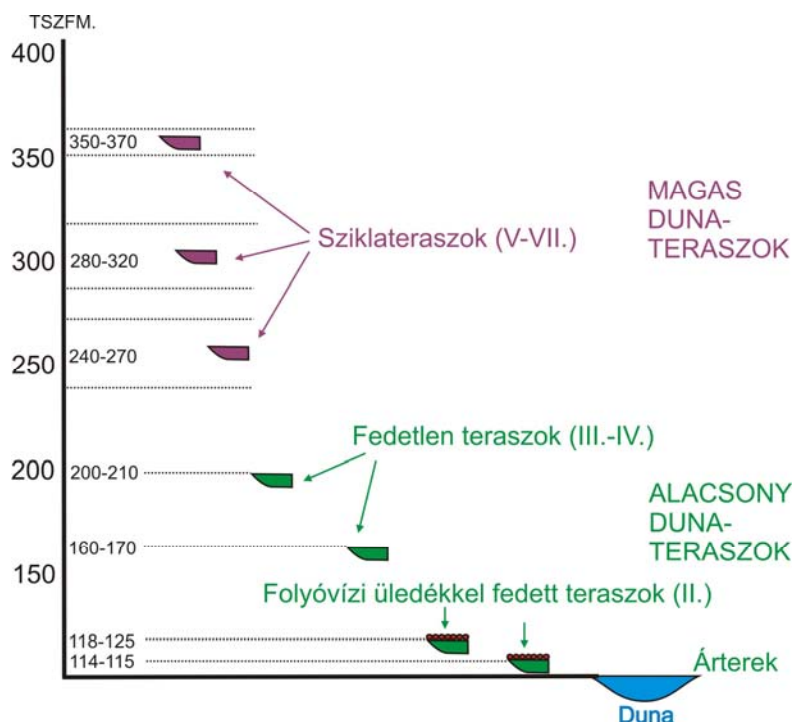 TSZFM.
400
350-370
350
MAGAS
DUNA-
TERASZOK
Sziklateraszok (V-VII.)
280-320
300
240-270
250
Fedetlen teraszok (III.-IV.)
200-210
200
ALACSONY
DUNA-
TERASZOK
160-170
150
Folyóvízi üledékkel fedett teraszok (II.)
118-125
114-115
Árterek
Duna